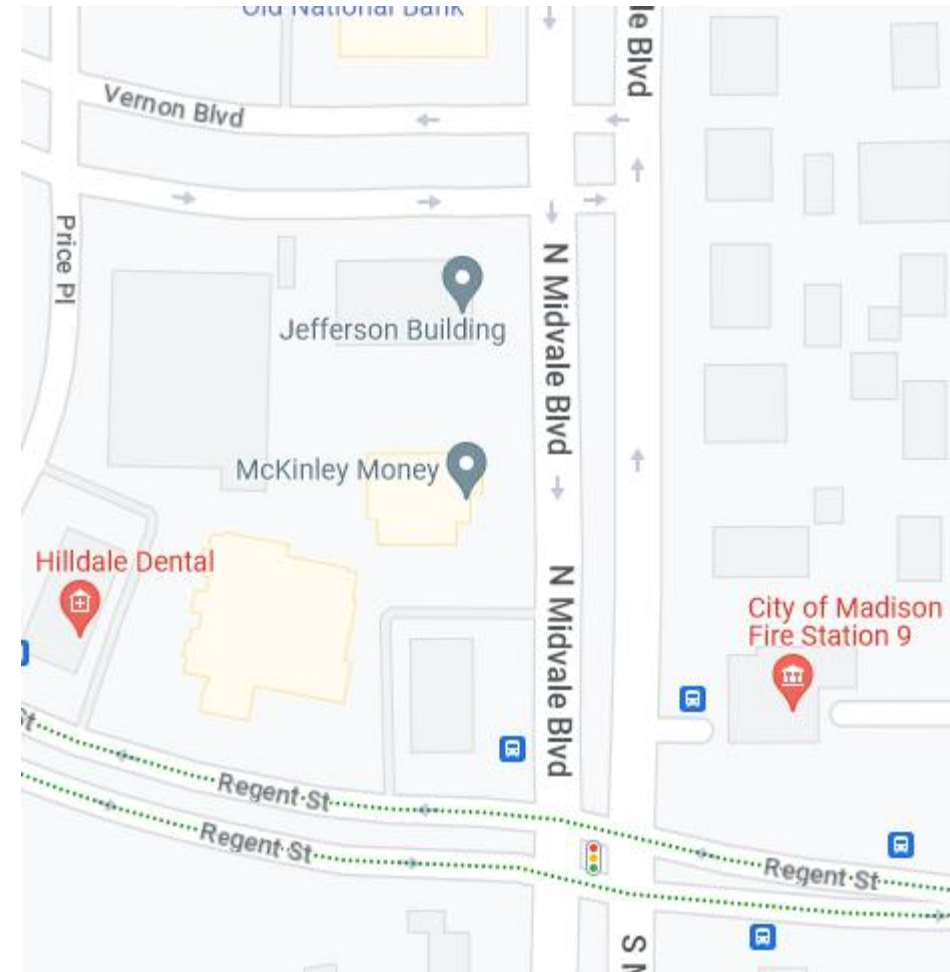 Old National Bank
le Blvd
Vernon Blvd
Price Pl
N Midvale Blvd
Jefferson Building
McKinley Money
N Midvale Blvd
Hilldale Dental
City of Madison
Fire Station 9
St
Regent St
Regent St
Regent St
S M